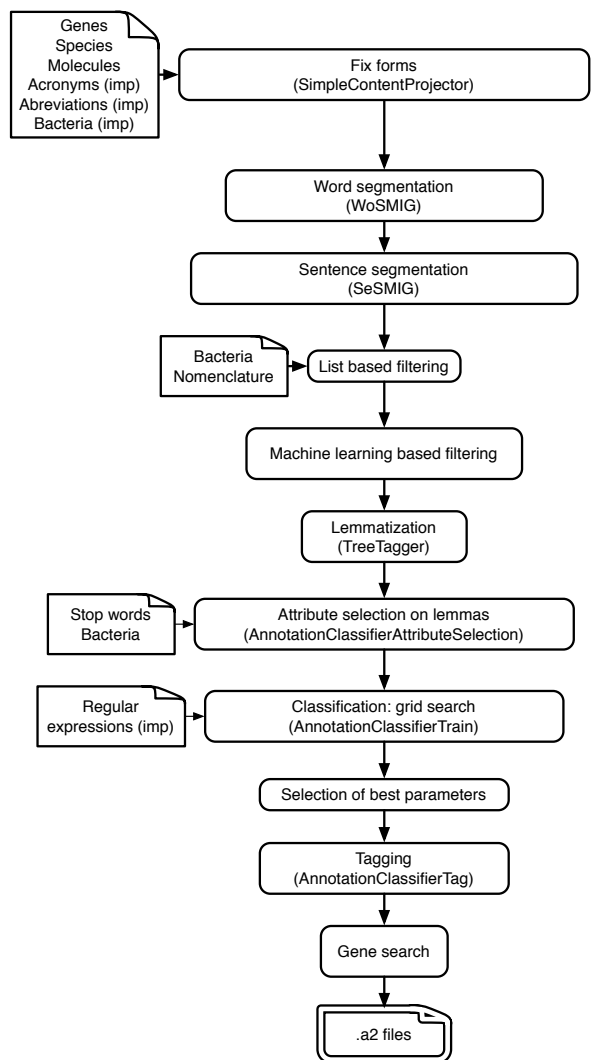 Genes
Species
Molecules
Acronyms (imp)
Abreviations (imp)
Bacteria (imp)
Fix forms
(SimpleContentProjector)
Word segmentation
(WoSMIG)
Sentence segmentation
(SeSMIG)
Bacteria
Nomenclature
List based filtering
Machine learning based filtering
Lemmatization
(TreeTagger)
Stop words
Bacteria
Attribute selection on lemmas
(AnnotationClassifierAttributeSelection)
Regular
expressions (imp)
Classification: grid search
(AnnotationClassifierTrain)
Selection of best parameters
Tagging
(AnnotationClassifierTag)
Gene search
.a2 files